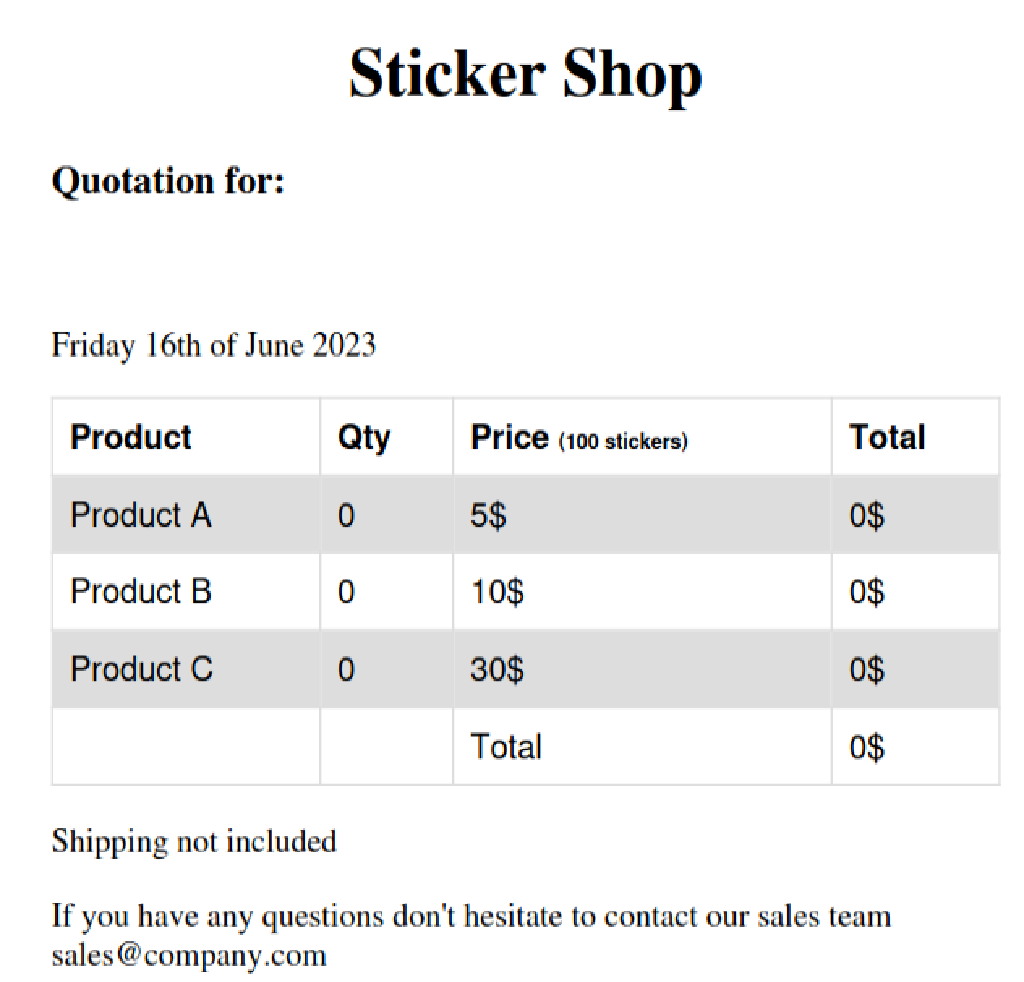 Sticker Shop
Quotation for:
Friday 16th of June 2023
Product Qty Price (100 stickers) Total
Product A 0 5$ 0$
Product B 0 10$ 0$
Product C 0 30$ 0$
Total 0$
Shipping not included
If you have any questions don't hesitate to contact our sales team
sales@company.com